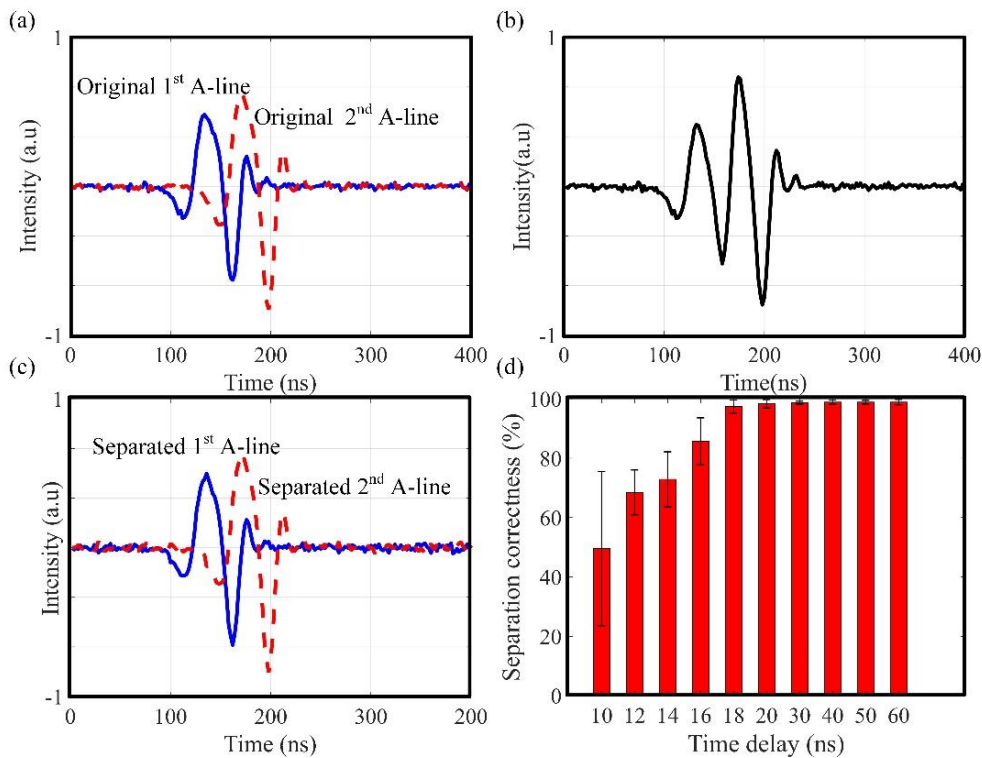 (a)
1
Original 1st A-line
Original 2nd A-line
Intensity (a.u)
-1
0 100 200 300 400
Time (ns)
(b)
1
Intensity(a.u)
-1
0 100 200 300 400
Time(ns)
(c)
1
Separated 1st A-line
Separated 2nd A-line
Intensity (a.u)
-1
0 100 200 100 200
Time (ns)
(d)
100
80
60
40
20
0
Separation correctness (%)
10 12 14 16 18 20 30 40 50 60
Time delay (ns)